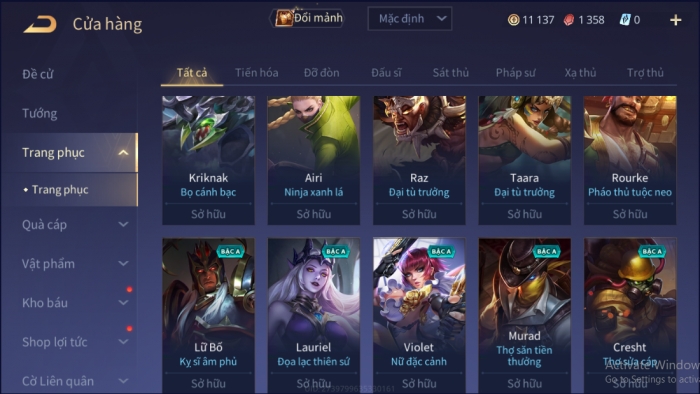 Cửa hàng
Đổi mảnh
Mặc định
11 137
1 358
0
Đề cử
Tướng
Trang phục
Trang phục
Quà cáp
Vật phẩm
Kho báu
Shop lợi tức
Cờ Liên quân
Tất cả Tiến hóa Đỡ đòn Đấu sĩ Sát thủ Pháp sư Xạ thủ Trợ thủ
Kriknak
Bọ cánh bạc
Sở hữu
Airi
Ninja xanh lá
Sở hữu
Raz
Đại tù trưởng
Sở hữu
Taara
Đại tù trưởng
Sở hữu
Rourke
Pháo thủ tuộc neo
Sở hữu
Lữ Bố
Kỵ sĩ âm phủ
Sở hữu
BẬC A
Lauriel
Đọa lạc thiên sứ
Sở hữu
BẬC A
Violet
Nữ đặc cảnh
Sở hữu
BẬC A
Murad
Thợ săn tiền
thưởng
Sở hữu
BẬC A
Cresht
Thợ sửa cáp
Sở hữu
BẬC A
Activate Window
Go to Settings to activa